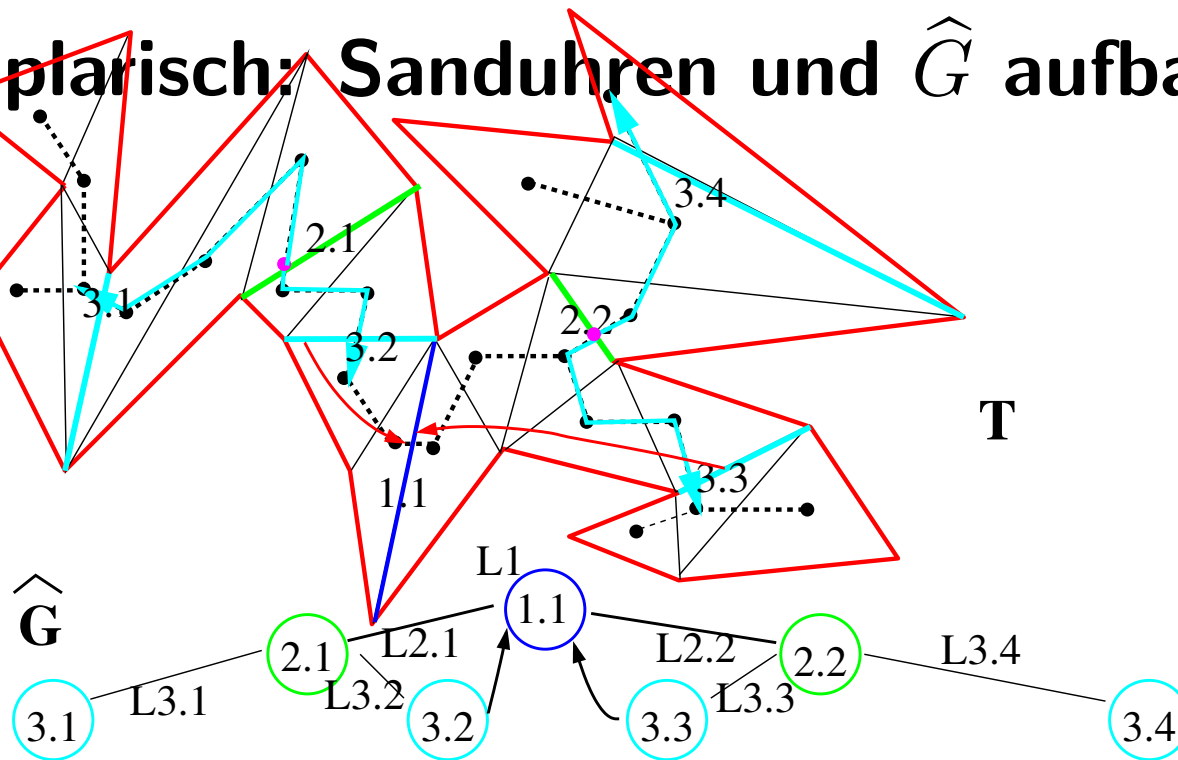 plarisch: Sanduhren und Ĝ aufba
3.4
2.1
3.1
2.2
3.2
T
3.3
1.1
L1
Ĝ
1.1
2.1
L2.1
L2.2
2.2
L3.4
3.1
L3.1
L3.2
3.2
3.3
L3.3
3.4